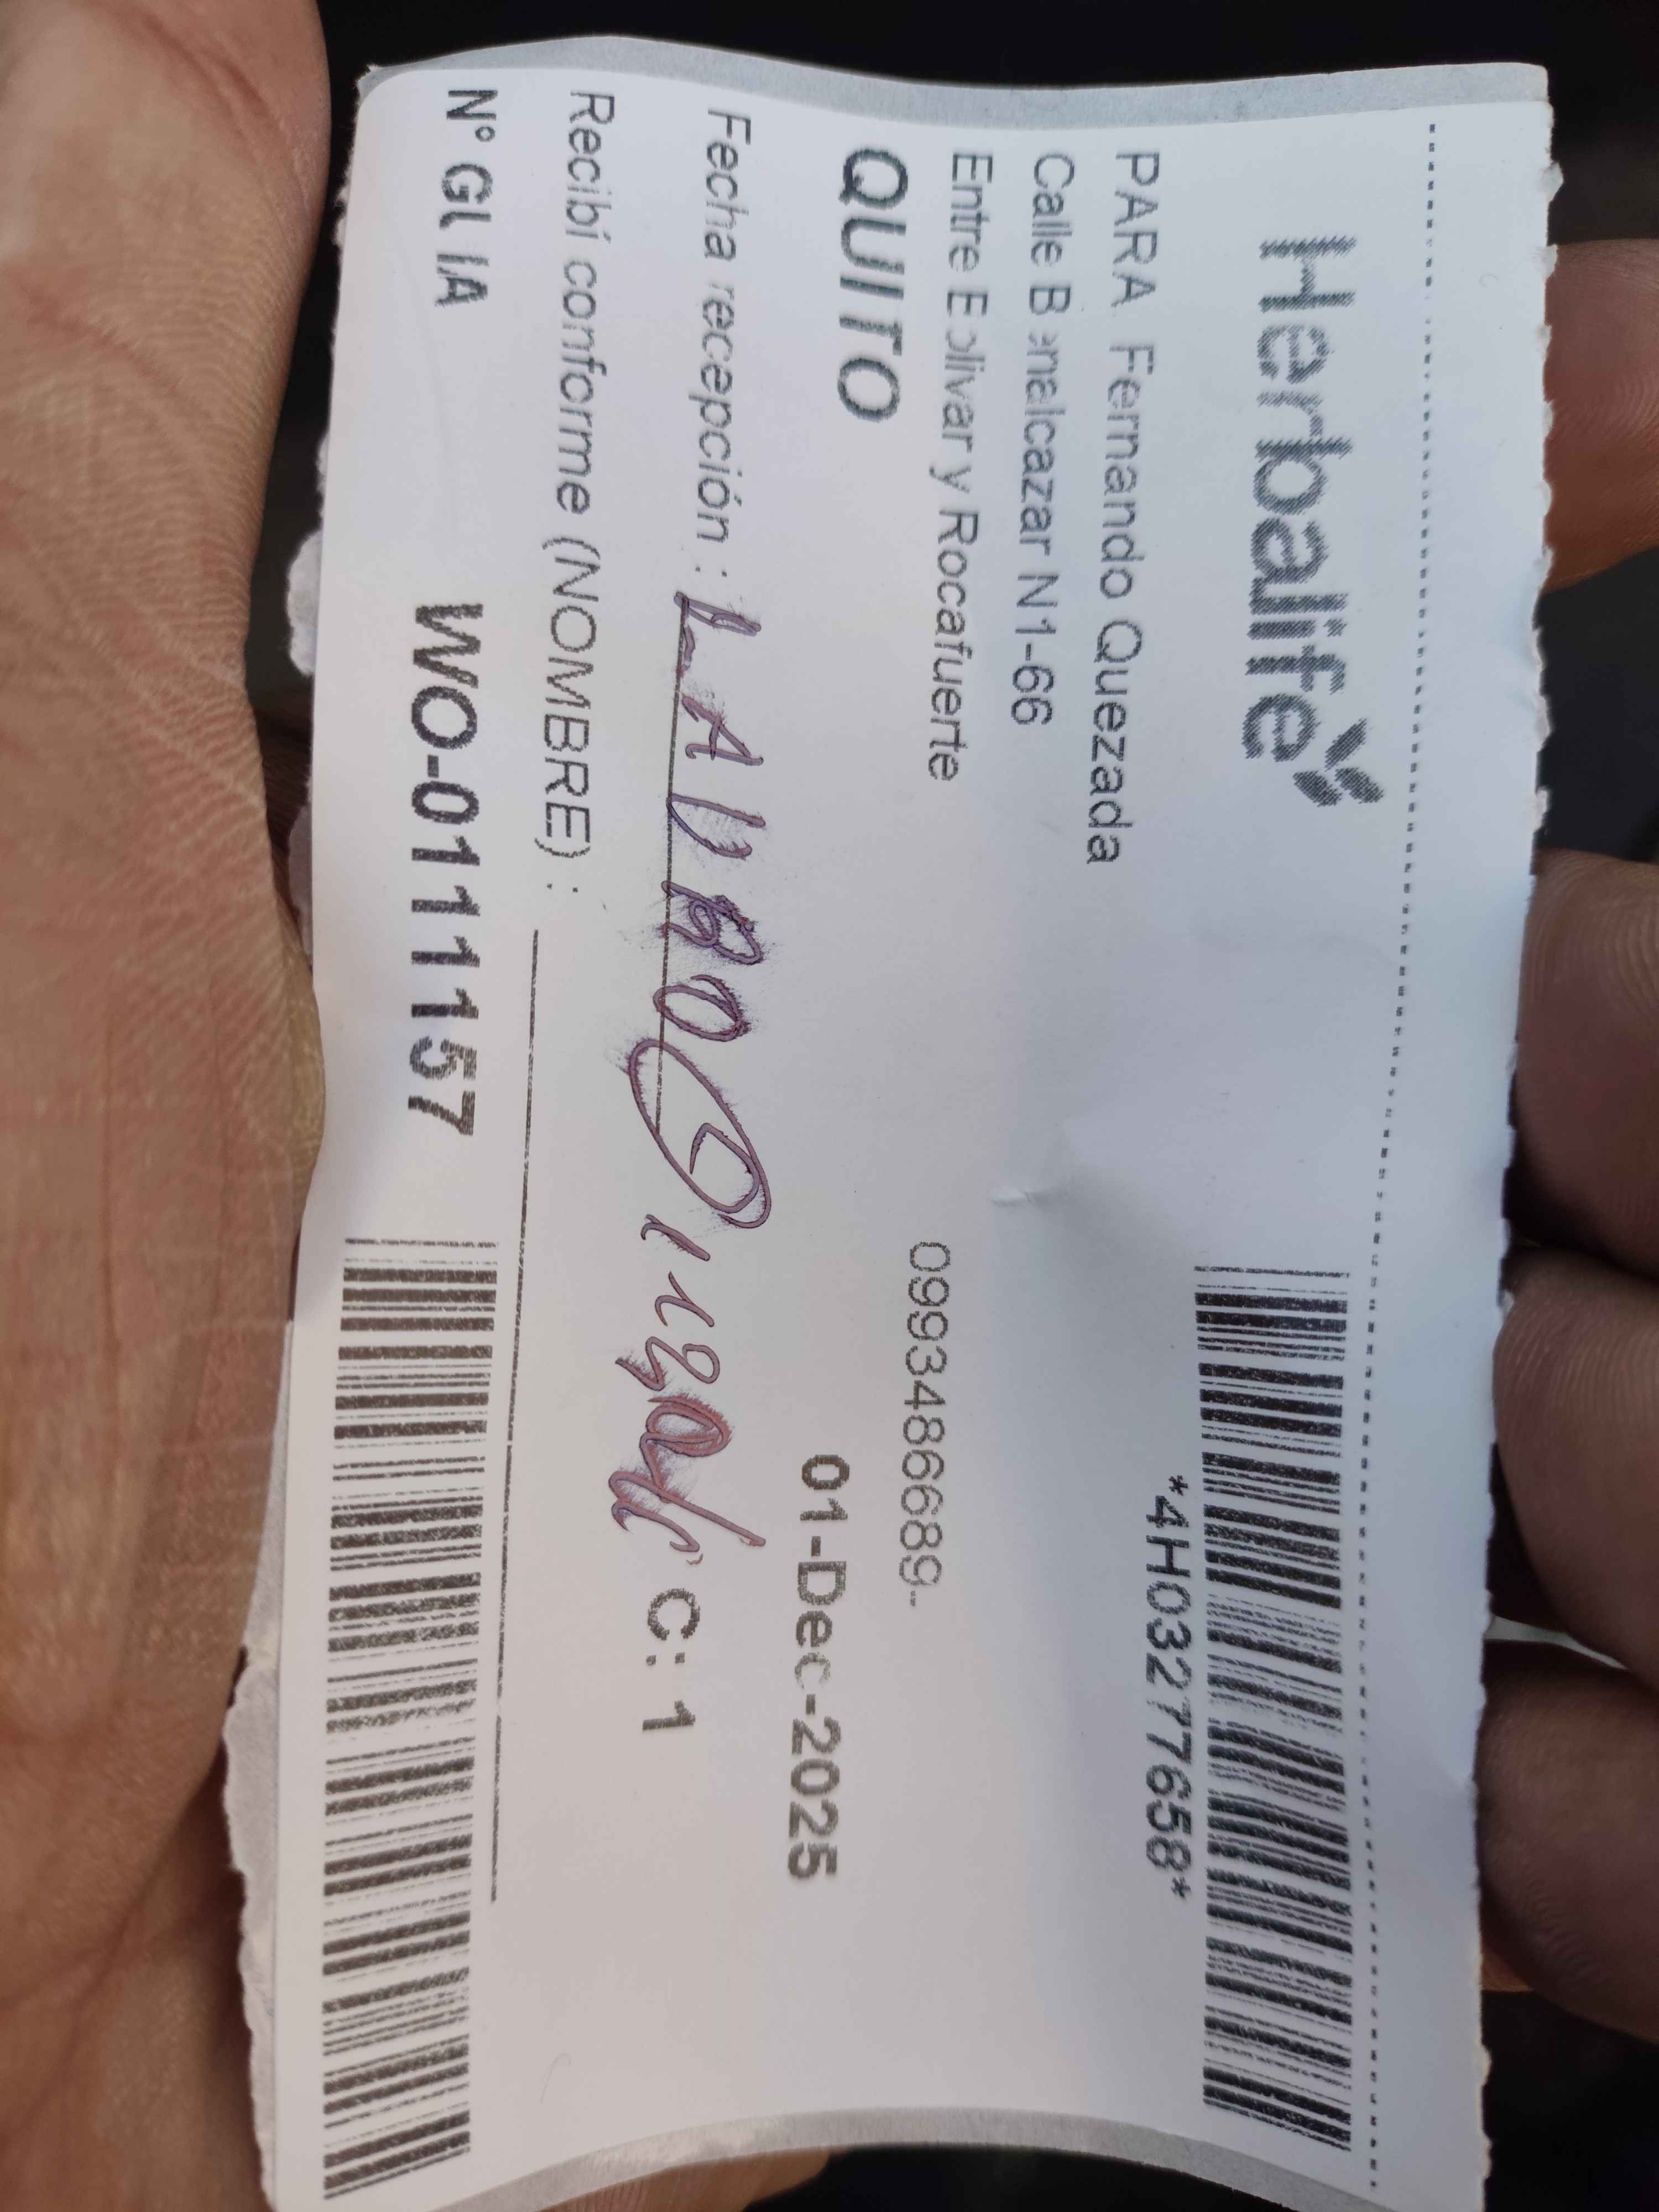 Herbalife
*4H03277658*
PARA Fernando Quezada
Calle Benalcazar N1-66
Entre Bolivar y Rocafuerte
0993486689--
QUITO
01-Dec-2025
Fecha recepción :
C: 1
Recibí conforme (NOMBRE) :
N° GUIA WO-0111157